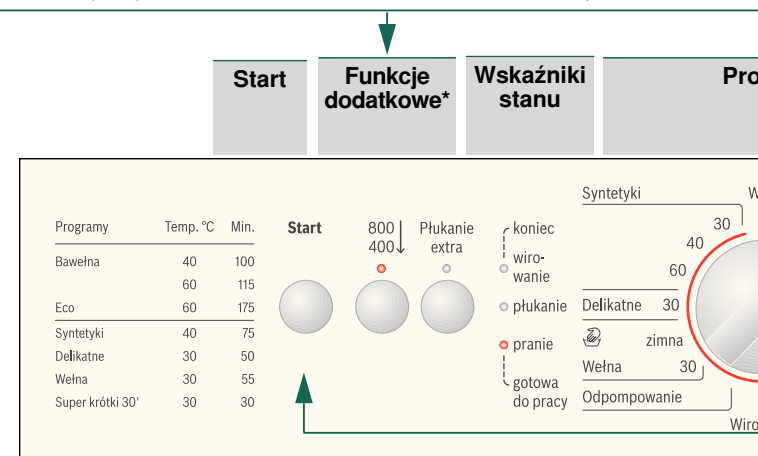 Start
Funkcje
dodatkowe*
Wskaźniki
stanu
Programy Temp. °C Min.
Bawełna 40 100
60 115
Eco 60 175
Syntetyki 40 75
Delikatne 30 50
Wełna 30 55
Super krótki 30' 30 30
Start
800
400
Płukanie
extra
koniec
wiro-
wanie
płukanie
pranie
gotowa
do pracy
Syntetyki
30
40
60
Delikatne 30
zimna
Wełna 30
Odpompowanie